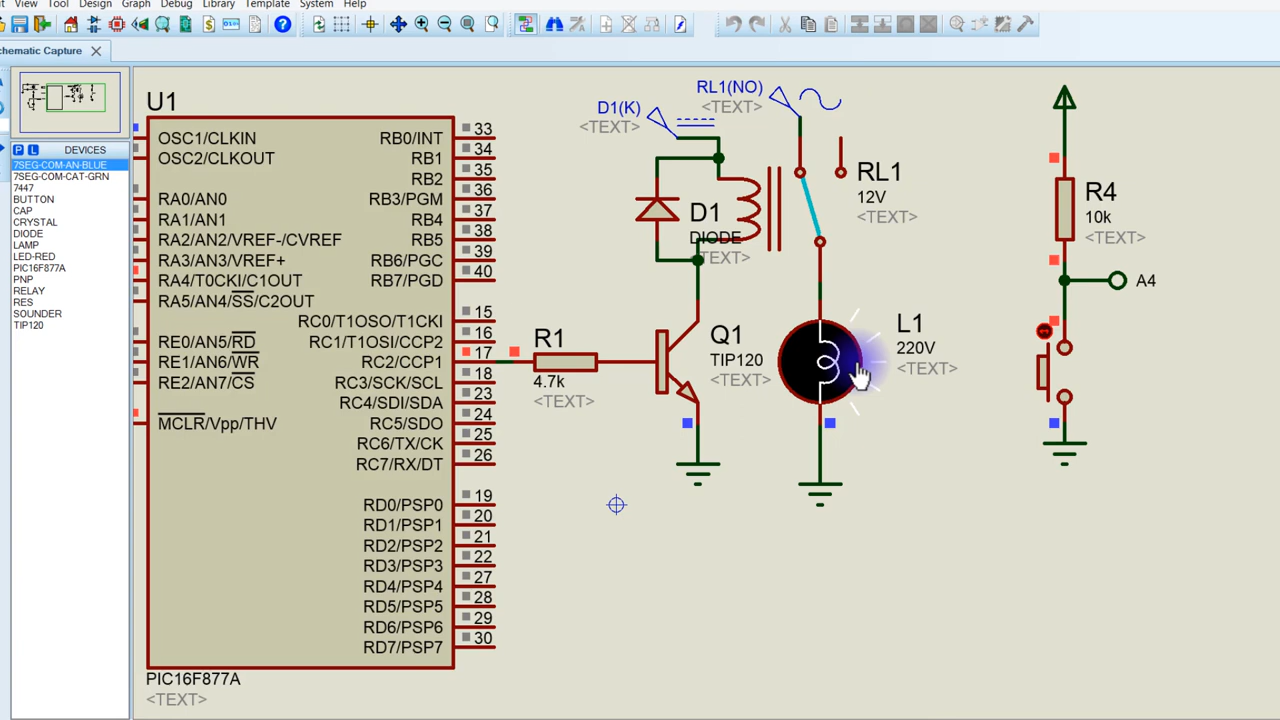 View Tool Design Graph Debug Library Template System Help
chematic Capture
P L DEVICES
7SEG-COM-AN-BLUE
7SEG-COM-CAT-GRN
7447
BUTTON
CAP
CRYSTAL
DIODE
LAMP
LED-RED
PIC16F877A
PNP
RELAY
RES
SOUNDER
TIP120
U1
OSC1/CLKIN
OSC2/CLKOUT
RA0/AN0
RA1/AN1
RA2/AN2/VREF-/CVREF
RA3/AN3/VREF+
RA4/T0CKI/C1OUT
RA5/AN4/SS/C2OUT
RE0/AN5/RD
RE1/AN6/WR
RE2/AN7/CS
MCLR/Vpp/THV
RB0/INT 33
RB1 34
RB2 35
RB3/PGM 36
RB4 37
RB5 38
RB6/PGC 39
RB7/PGD 40
RC0/T1OSO/T1CKI 15
RC1/T1OSI/CCP2 16
RC2/CCP1 17
RC3/SCK/SCL 18
RC4/SDI/SDA 23
RC5/SDO 24
RC6/TX/CK 25
RC7/RX/DT 26
RD0/PSP0 19
RD1/PSP1 20
RD2/PSP2 21
RD3/PSP3 22
RD4/PSP4 27
RD5/PSP5 28
RD6/PSP6 29
RD7/PSP7 30
PIC16F877A
<TEXT>
D1(K)
<TEXT>
RL1(NO)
<TEXT>
D1
DIODE
<TEXT>
RL1
12V
<TEXT>
R1
4.7k
<TEXT>
Q1
TIP120
<TEXT>
L1
220V
<TEXT>
R4
10k
<TEXT>
A4